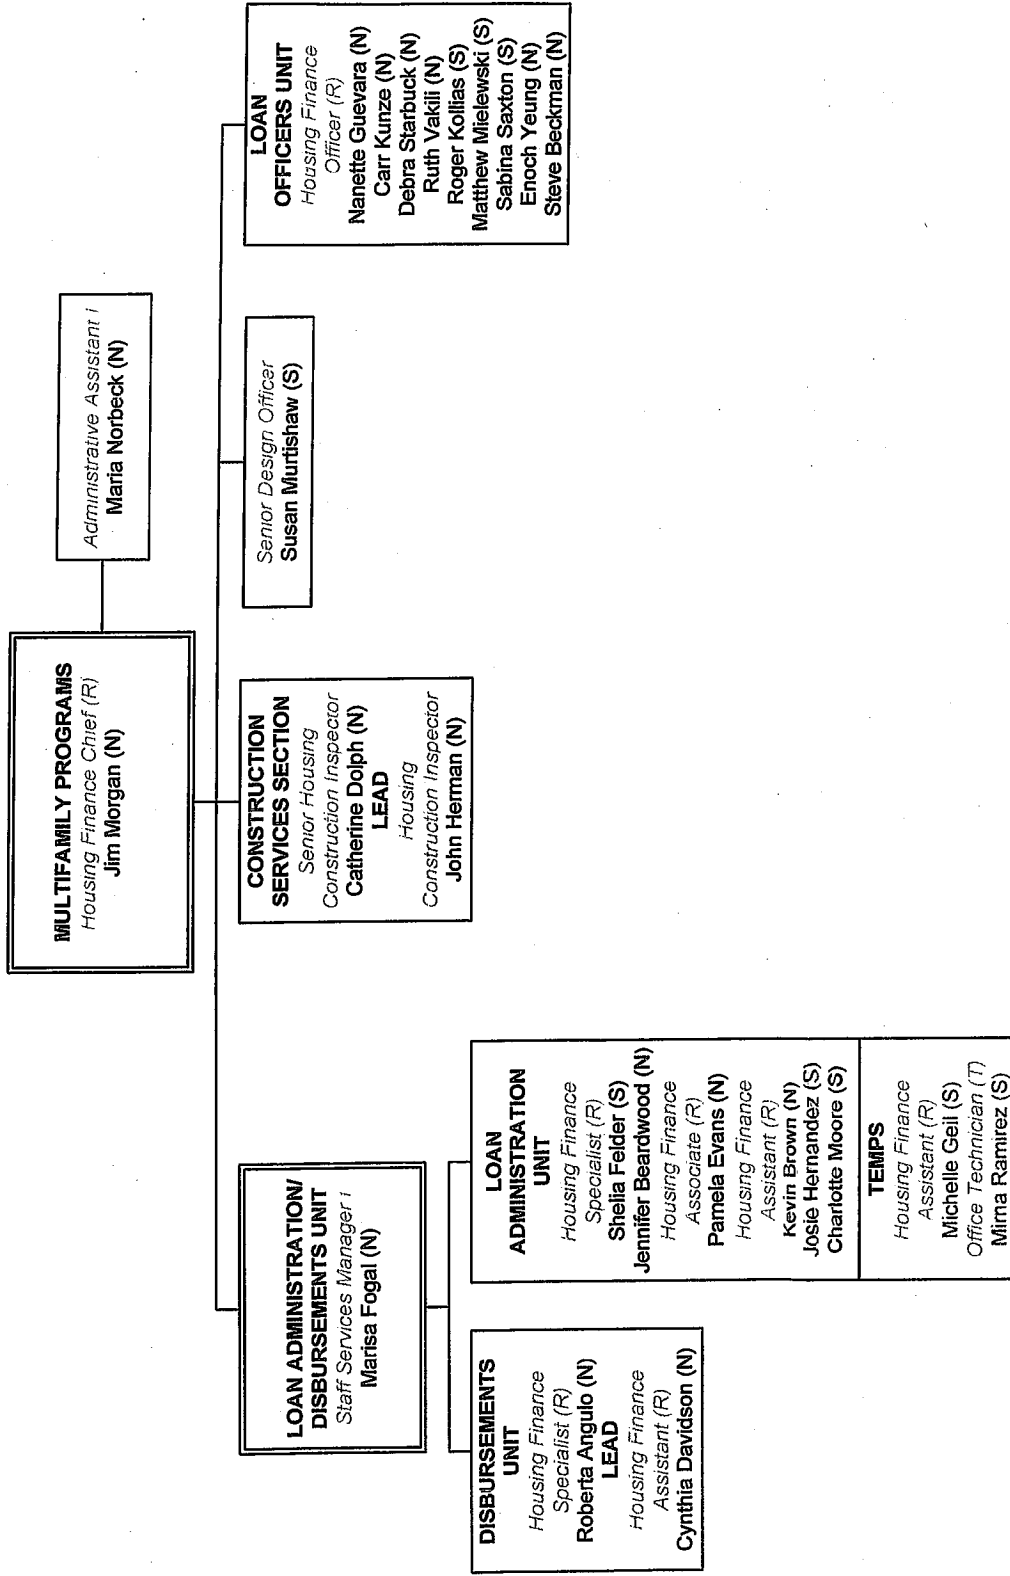 MULTIFAMILY PROGRAMS
Housing Finance Chief (R)
Jim Morgan (N)
Administrative Assistant I
Maria Norbeck (N)
LOAN ADMINISTRATION/
DISBURSEMENTS UNIT
Staff Services Manager I
Marisa Fogal (N)
CONSTRUCTION
SERVICES SECTION
Senior Housing
Construction Inspector
Catherine Dolph (N)
LEAD
Housing
Construction Inspector
John Herman (N)
Senior Design Officer
Susan Murtishaw (S)
LOAN
OFFICERS UNIT
Housing Finance
Officer (R)
Nanette Guevara (N)
Carr Kunze (N)
Debra Starbuck (N)
Ruth Vakili (N)
Roger Kollias (S)
Matthew Mielewski (S)
Sabina Saxton (S)
Enoch Yeung (N)
Steve Beckman (N)
DISBURSEMENTS
UNIT
Housing Finance
Specialist (R)
Roberta Angulo (N)
LEAD
Housing Finance
Assistant (R)
Cynthia Davidson (N)
LOAN
ADMINISTRATION
UNIT
Housing Finance
Specialist (R)
Shelia Felder (S)
Jennifer Beardwood (N)
Housing Finance
Associate (R)
Pamela Evans (N)
Housing Finance
Assistant (R)
Kevin Brown (N)
Josie Hernandez (S)
Charlotte Moore (S)
TEMPS
Housing Finance
Assistant (R)
Michelle Geil (S)
Office Technician (T)
Mirna Ramirez (S)